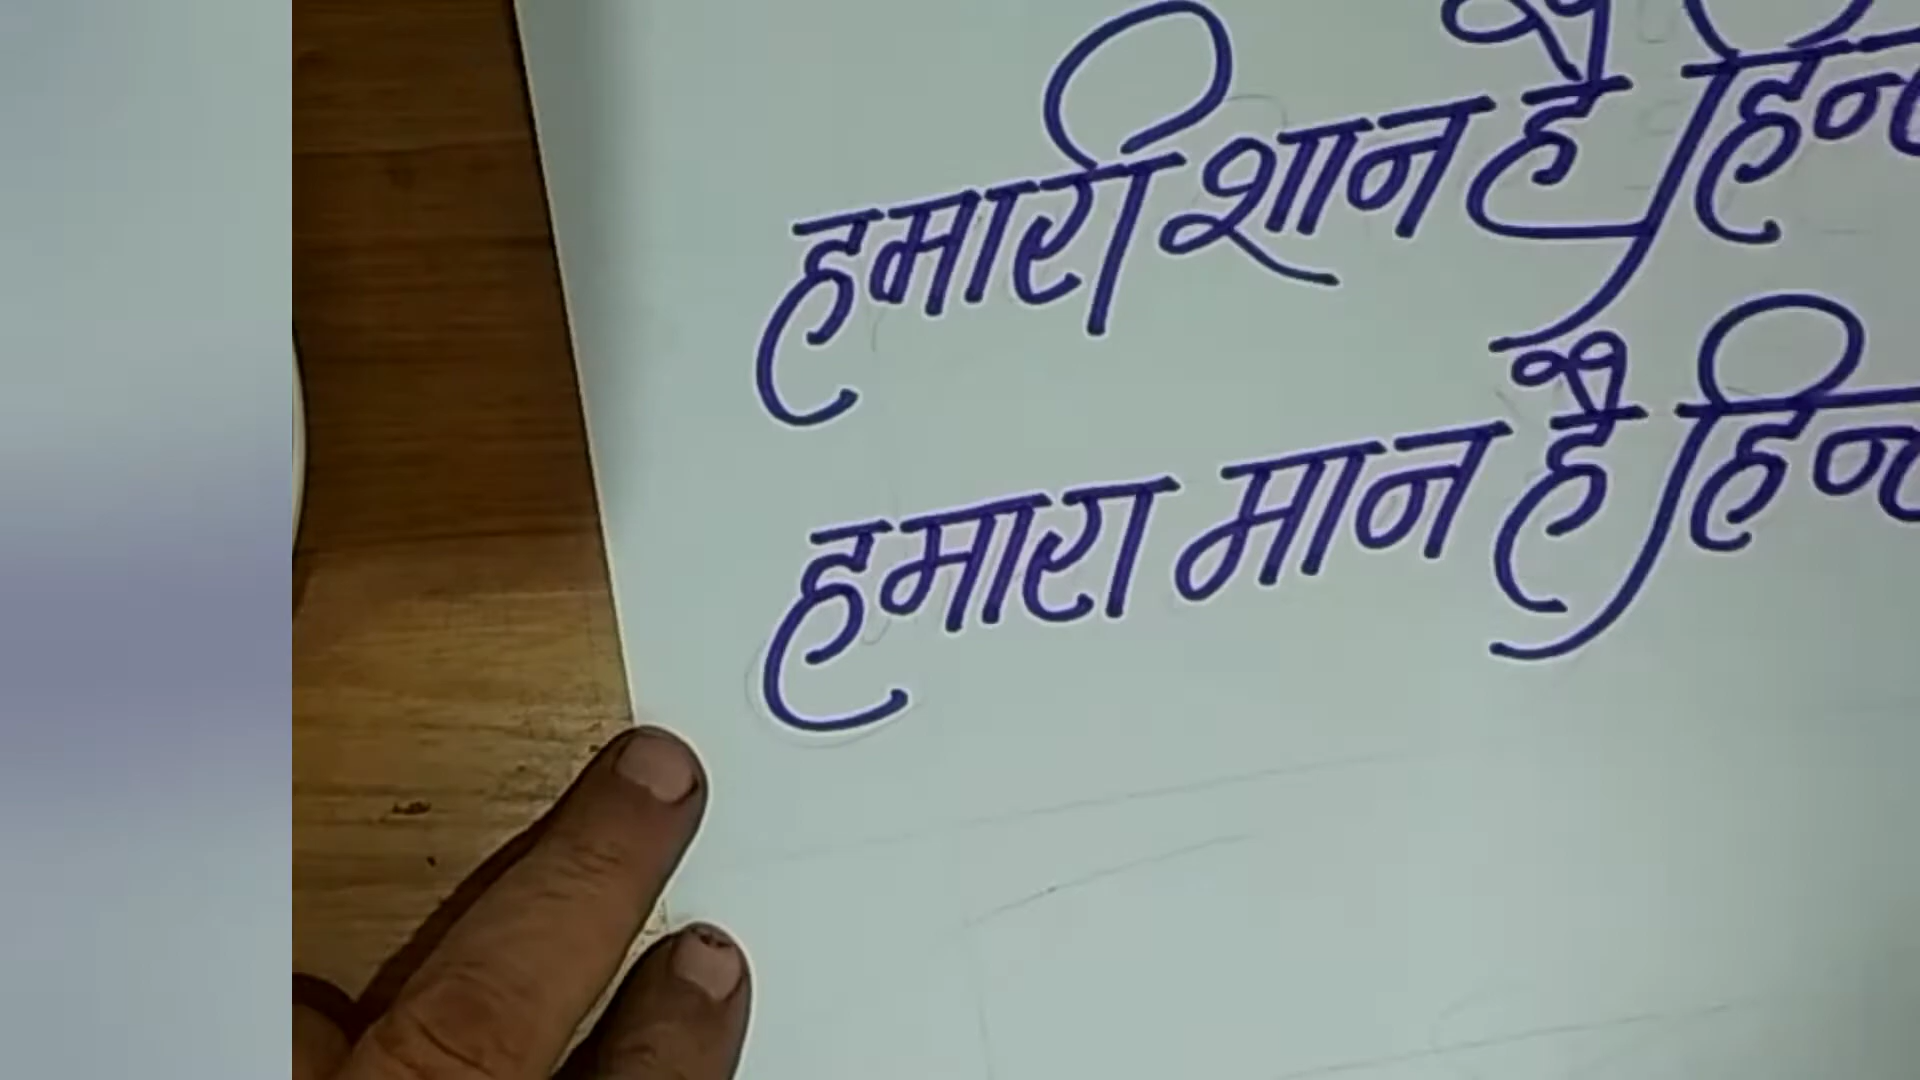 हमारी शान है
हमारा मान है